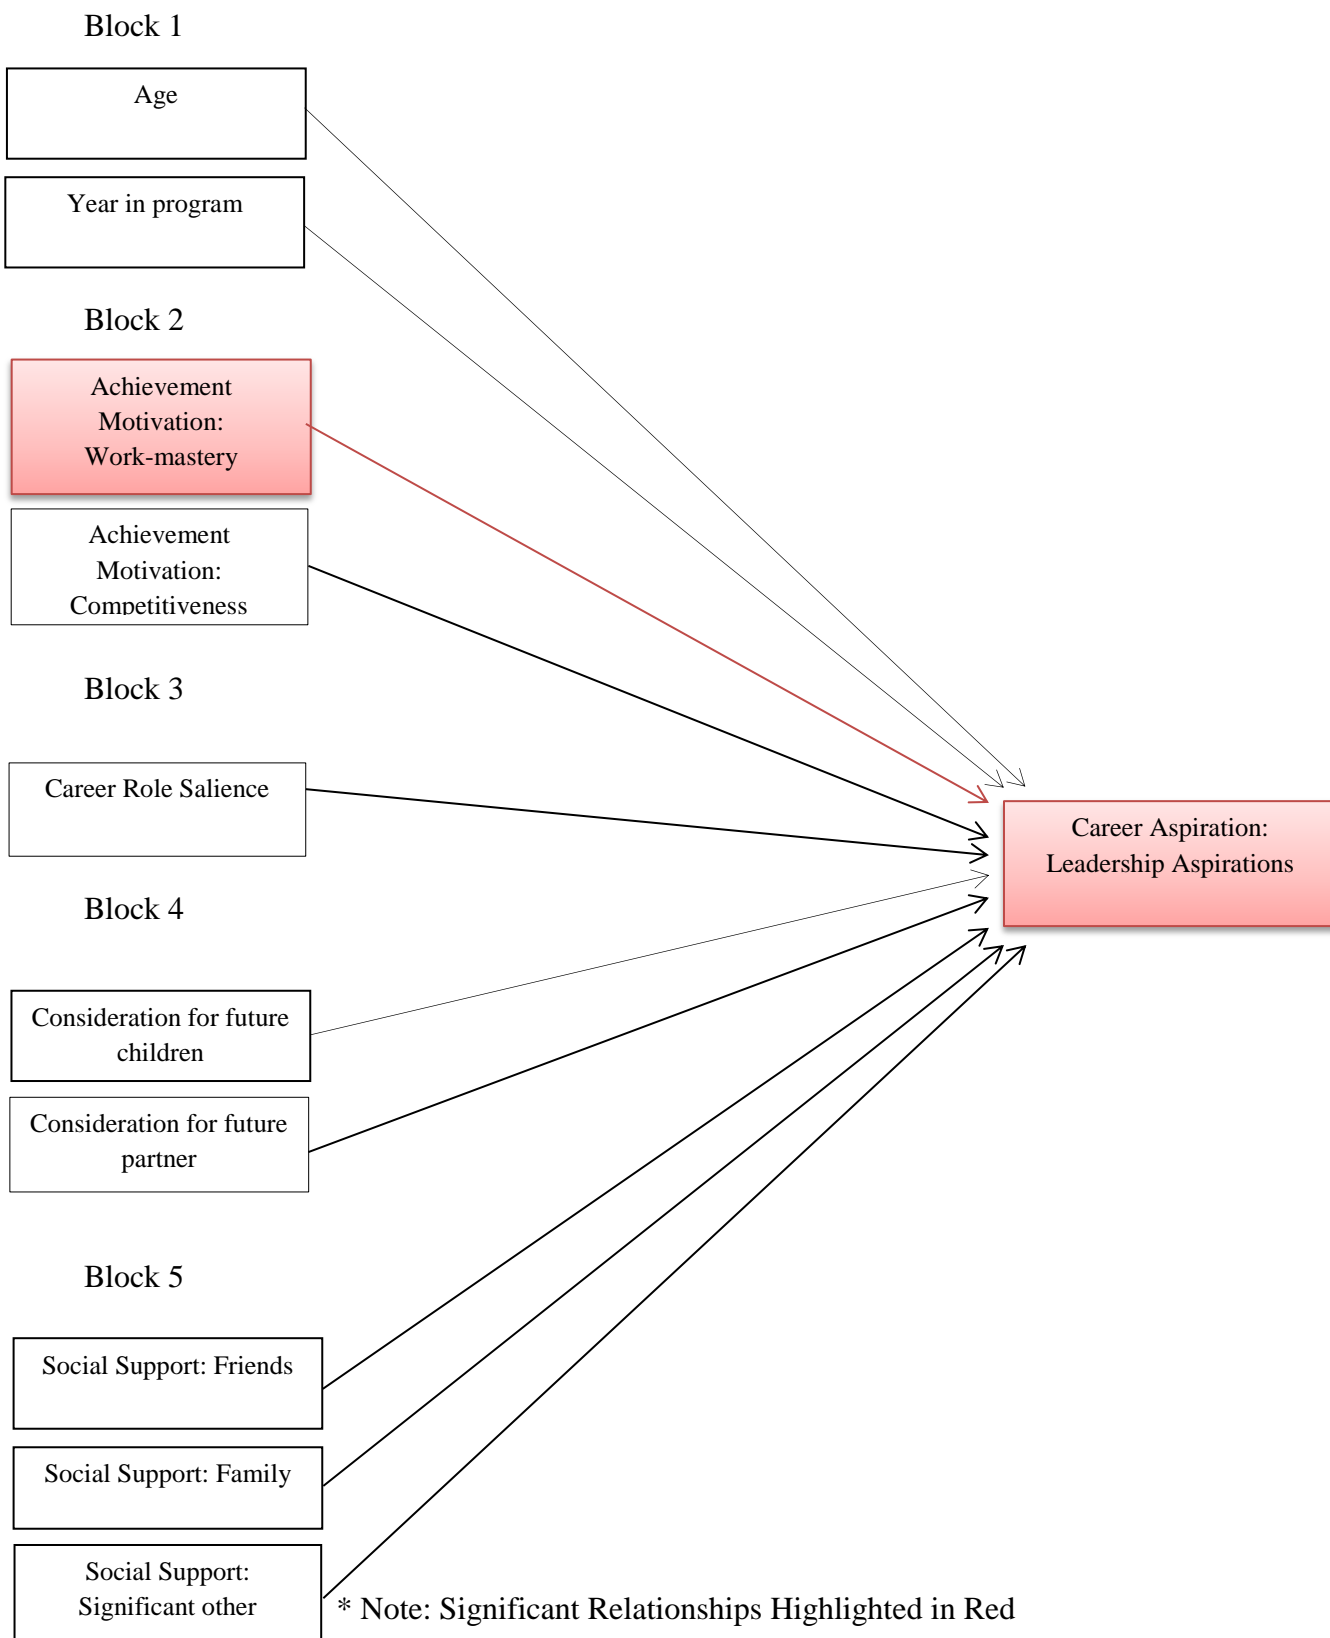 Block 1
Age
Year in program
Block 2
Achievement
Motivation:
Work-mastery
Achievement
Motivation:
Competitiveness
Block 3
Career Role Salience
Career Aspiration:
Leadership Aspirations
Block 4
Consideration for future
children
Consideration for future
partner
Block 5
Social Support: Friends
Social Support: Family
Social Support:
Significant other
* Note: Significant Relationships Highlighted in Red